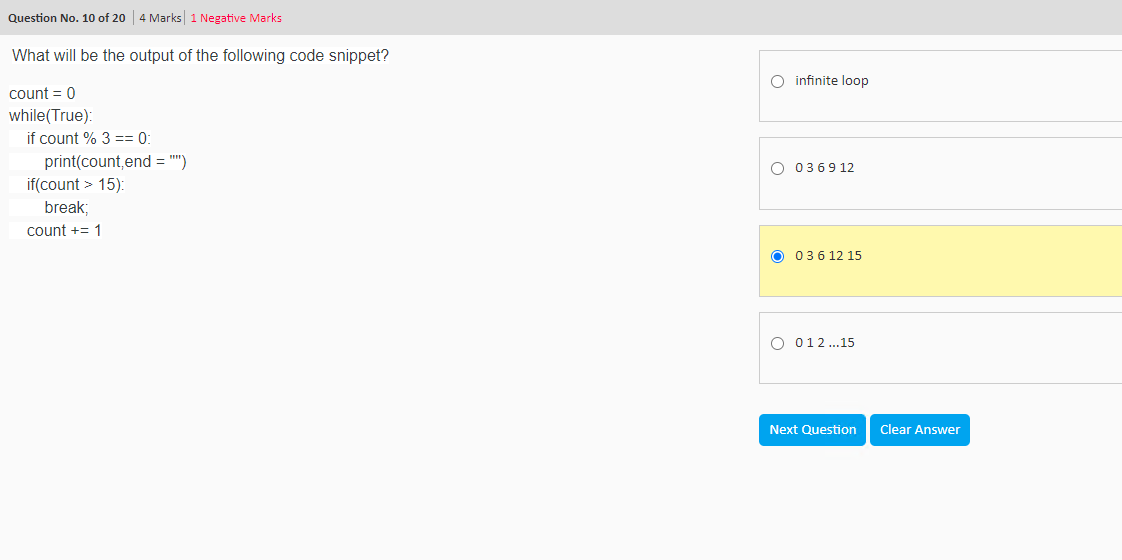 Question No. 10 of 20 | 4 Marks | 1 Negative Marks
What will be the output of the following code snippet?
count = 0
while(True):
    if count % 3 == 0:
        print(count,end = "")
    if(count > 15):
        break;
    count += 1
infinite loop
0 3 6 9 12
0 3 6 12 15
0 1 2 ...15
Next Question
Clear Answer